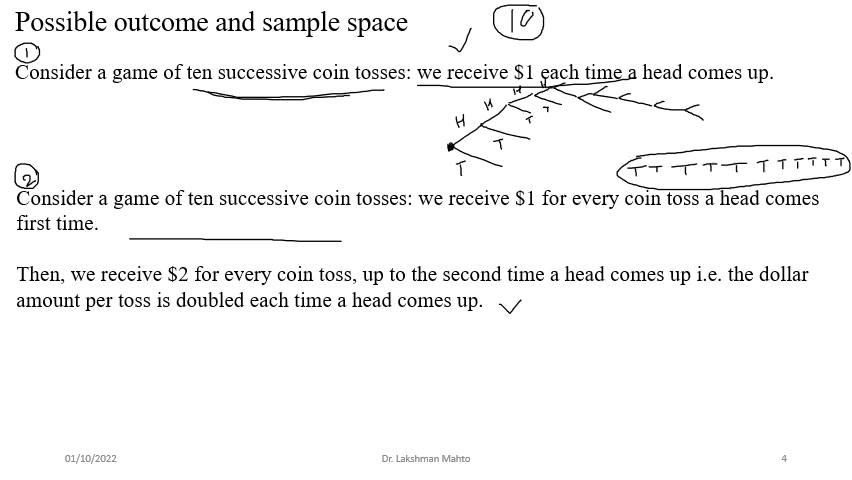 Possible outcome and sample space
10
1
Consider a game of ten successive coin tosses: we receive $1 each time a head comes up.
H
H
H
H
T
T
T
T
T T T T T T T T T T
2
Consider a game of ten successive coin tosses: we receive $1 for every coin toss a head comes
first time.
Then, we receive $2 for every coin toss, up to the second time a head comes up i.e. the dollar
amount per toss is doubled each time a head comes up.
01/10/2022
Dr. Lakshman Mahto
4